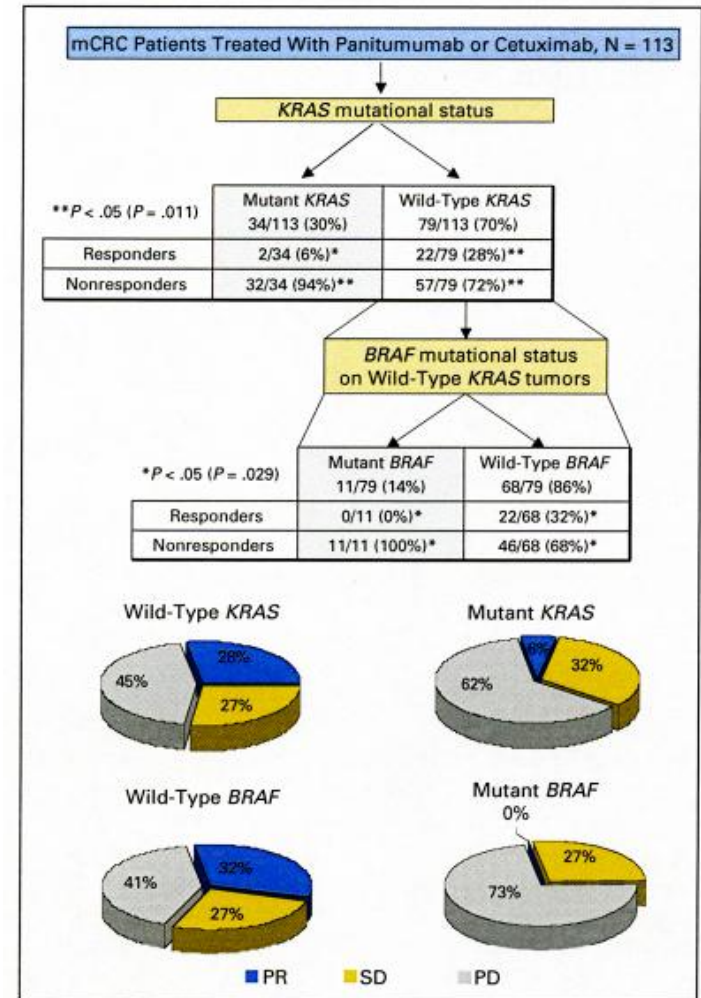 mCRC Patients Treated With Panitumumab or Cetuximab, N = 113
KRAS mutational status
**P < .05 (P = .011)
Mutant KRAS
34/113 (30%)
Wild-Type KRAS
79/113 (70%)
Responders
2/34 (6%)*
22/79 (28%)**
Nonresponders
32/34 (94%)**
57/79 (72%)**
BRAF mutational status
on Wild-Type KRAS tumors
*P < .05 (P = .029)
Mutant BRAF
11/79 (14%)
Wild-Type BRAF
68/79 (86%)
Responders
0/11 (0%)*
22/68 (32%)*
Nonresponders
11/11 (100%)*
46/68 (68%)*
Wild-Type KRAS
28%
45%
27%
Mutant KRAS
6%
32%
62%
Wild-Type BRAF
32%
41%
27%
Mutant BRAF
0%
27%
73%
PR
SD
PD